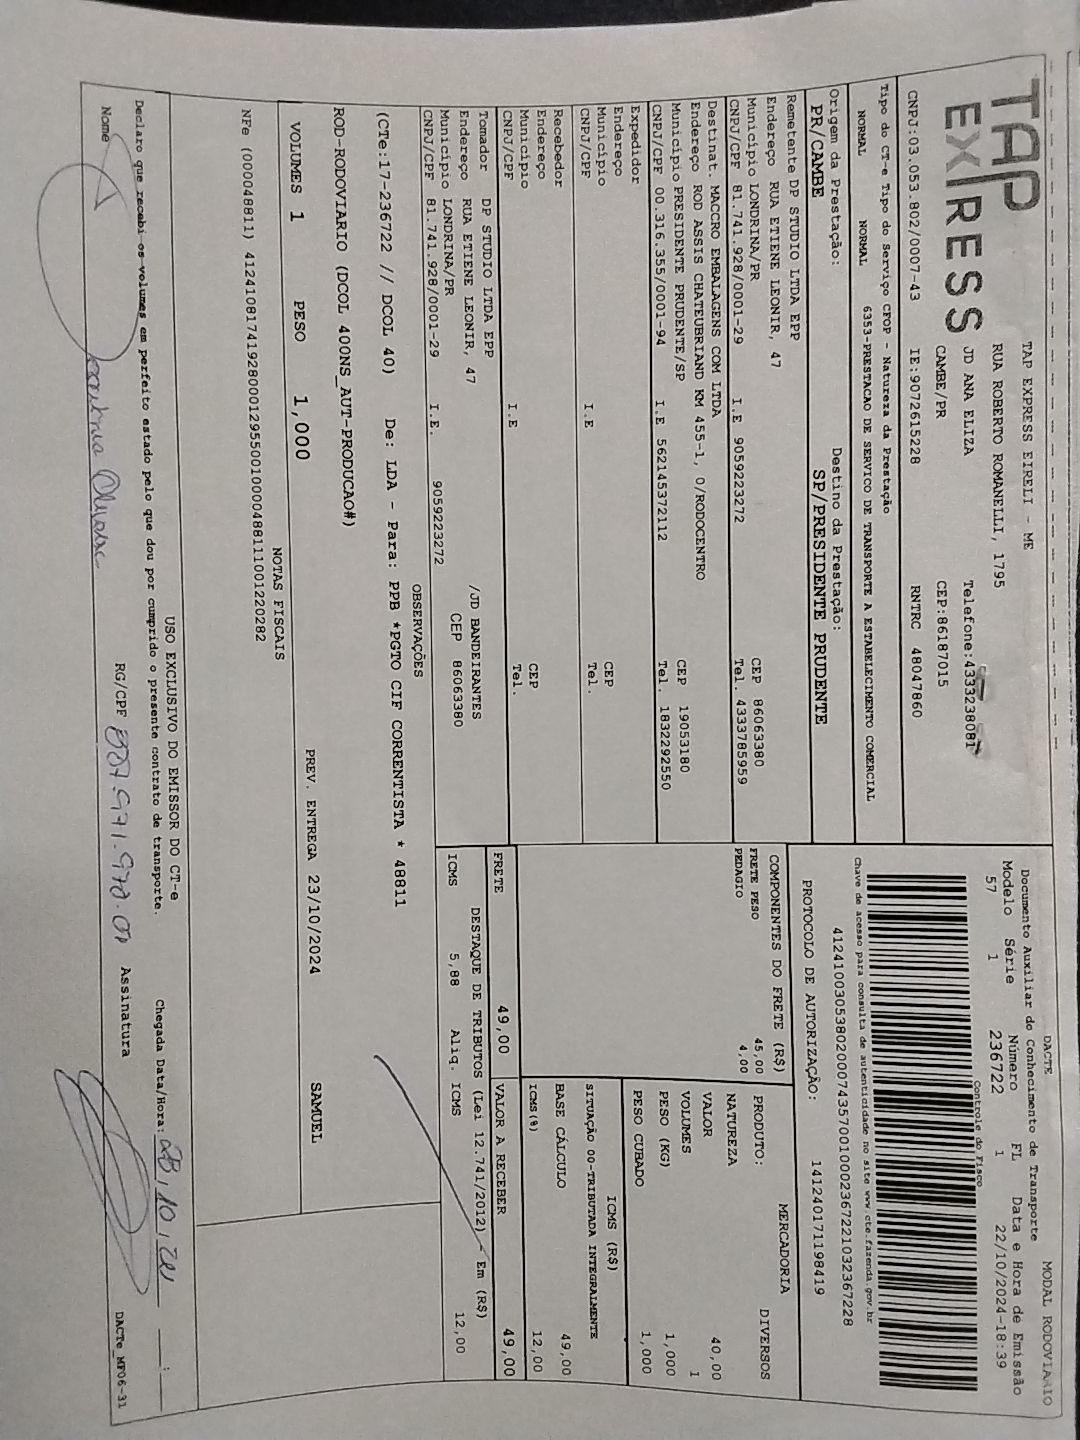 TAP
EXPRESS
TAP EXPRESS EIRELI - ME
RUA ROBERTO ROMANELLI, 1795
JD ANA ELIZA Telefone:4333238081
CAMBE/PR CEP:86187015
CNPJ:03.053.802/0007-43 IE:9072615228 RNTRC 48047860
DACTE MODAL RODOVIARIO
Documento Auxiliar do Conhecimento de Transporte
Modelo Série Número FL Data e Hora de Emissão
57 1 236722 1 22/10/2024-18:39
Controle do Fisco
Tipo do CT-e Tipo do Serviço CFOP - Natureza da Prestação
NORMAL NORMAL 6353-PRESTACAO DE SERVICO DE TRANSPORTE A ESTABELECIMENTO COMERCIAL
Chave de acesso para consulta de autenticidade no site www.cte.fazenda.gov.br
41241003053802000743570010002367221032367228
Origem da Prestação: Destino da Prestação:
PR/CAMBE SP/PRESIDENTE PRUDENTE
PROTOCOLO DE AUTORIZAÇÃO: 141240171198419
Remetente DP STUDIO LTDA EPP
Endereço RUA ETIENE LEONIR, 47
Município LONDRINA/PR CEP 86063380
CNPJ/CPF 81.741.928/0001-29 I.E 9059223272 Tel. 4333785959
Destinat. MACCRO EMBALAGENS COM LTDA
Endereço ROD ASSIS CHATEUBRIAND KM 455-1, 0/RODOCENTRO
Município PRESIDENTE PRUDENTE/SP CEP 19053180
CNPJ/CPF 00.316.355/0001-94 I.E 562145372112 Tel. 1832292550
Expedidor
Endereço
Município CEP
CNPJ/CPF I.E Tel.
Recebedor
Endereço
Município CEP
CNPJ/CPF I.E Tel.
Tomador DP STUDIO LTDA EPP
Endereço RUA ETIENE LEONIR, 47 /JD BANDEIRANTES
Município LONDRINA/PR CEP 86063380
CNPJ/CPF 81.741.928/0001-29 I.E. 9059223272
COMPONENTES DO FRETE (R$)
FRETE PESO 45,00
PEDAGIO 4,00
MERCADORIA
PRODUTO: DIVERSOS
NATUREZA
VALOR 40,00
VOLUMES 1
PESO (KG) 1,000
PESO CUBADO 1,000
ICMS (R$)
SITUAÇÃO 00-TRIBUTADA INTEGRALMENTE
BASE CÁLCULO 49,00
ICMS(%) 12,00
FRETE 49,00 VALOR A RECEBER 49,00
DESTAQUE DE TRIBUTOS (Lei 12.741/2012) - Em (R$)
ICMS 5,88 Aliq. ICMS 12,00
OBSERVAÇÕES
(CTe:17-236722 // DCOL 40) De: LDA - Para: PPB *PGTO CIF CORRENTISTA * 48811
ROD-RODOVIARIO (DCOL 400NS_AUT-PRODUCAO#)
VOLUMES 1 PESO 1,000 PREV. ENTREGA 23/10/2024 SAMUEL
NOTAS FISCAIS
NFe (000048811) 41241081741928000129550010000488111001220282
USO EXCLUSIVO DO EMISSOR DO CT-e
Declaro que recebi os volumes em perfeito estado pelo que dou por cumprido o presente contrato de transporte. Chegada Data/Hora: :
Nome RG/CPF Assinatura
DACTe_MF06-31